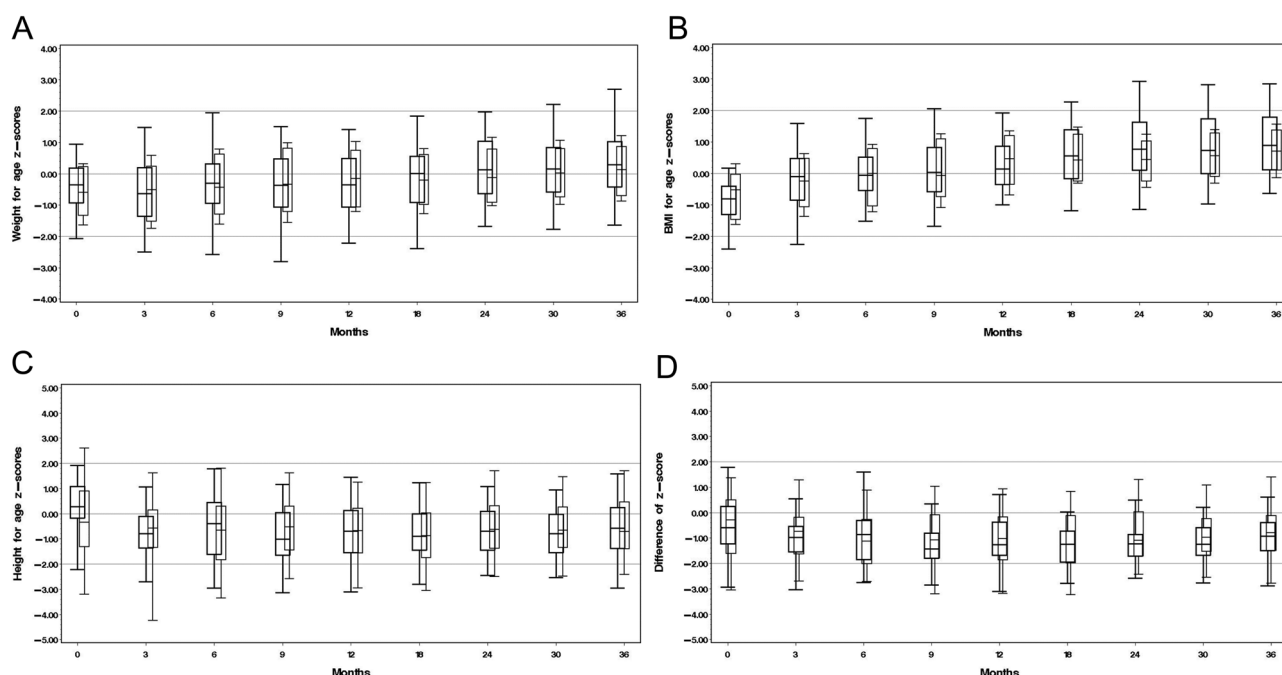 A
Weight for age z−scores
4.00
3.00
2.00
1.00
0.00
−1.00
−2.00
−3.00
−4.00
0 3 6 9 12 18 24 30 36
Months
B
BMI for age z−scores
4.00
3.00
2.00
1.00
0.00
−1.00
−2.00
−3.00
−4.00
0 3 6 9 12 18 24 30 36
Months
C
Height for age z−scores
5.00
4.00
3.00
2.00
1.00
0.00
−1.00
−2.00
−3.00
−4.00
−5.00
0 3 6 9 12 18 24 30 36
Months
D
Difference of z−score
5.00
4.00
3.00
2.00
1.00
0.00
−1.00
−2.00
−3.00
−4.00
−5.00
0 3 6 9 12 18 24 30 36
Months